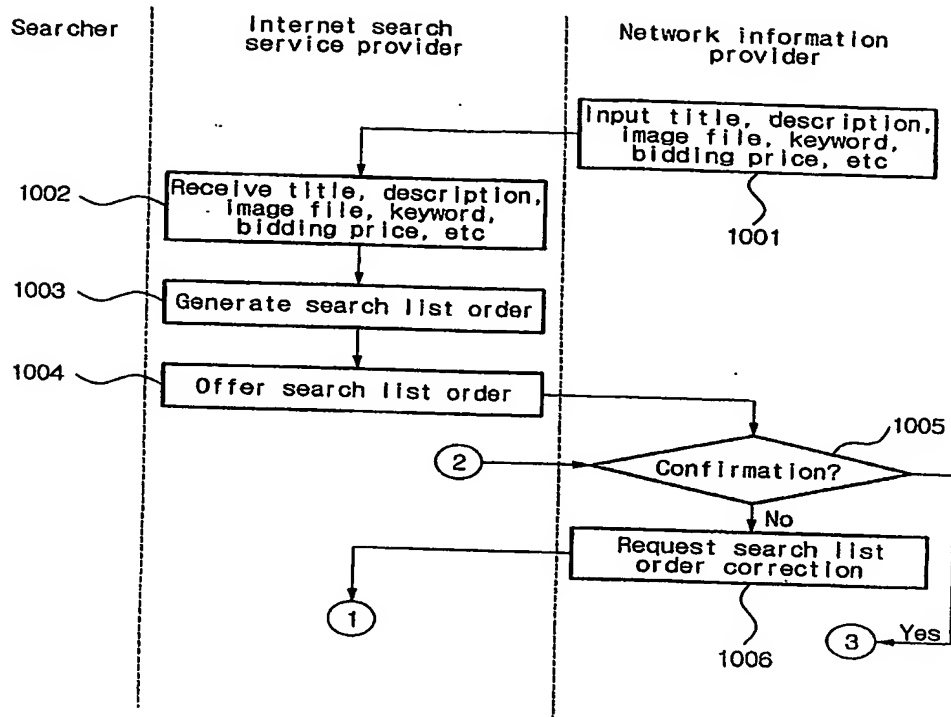 Searcher
Internet search
service provider
Network information
provider
Input title, description,
image file, keyword,
bidding price, etc
1001
1002
Receive title, description,
image file, keyword,
bidding price, etc
1003
Generate search list order
1004
Offer search list order
1005
2
Confirmation?
No
Request search list
order correction
1
3
Yes
1006